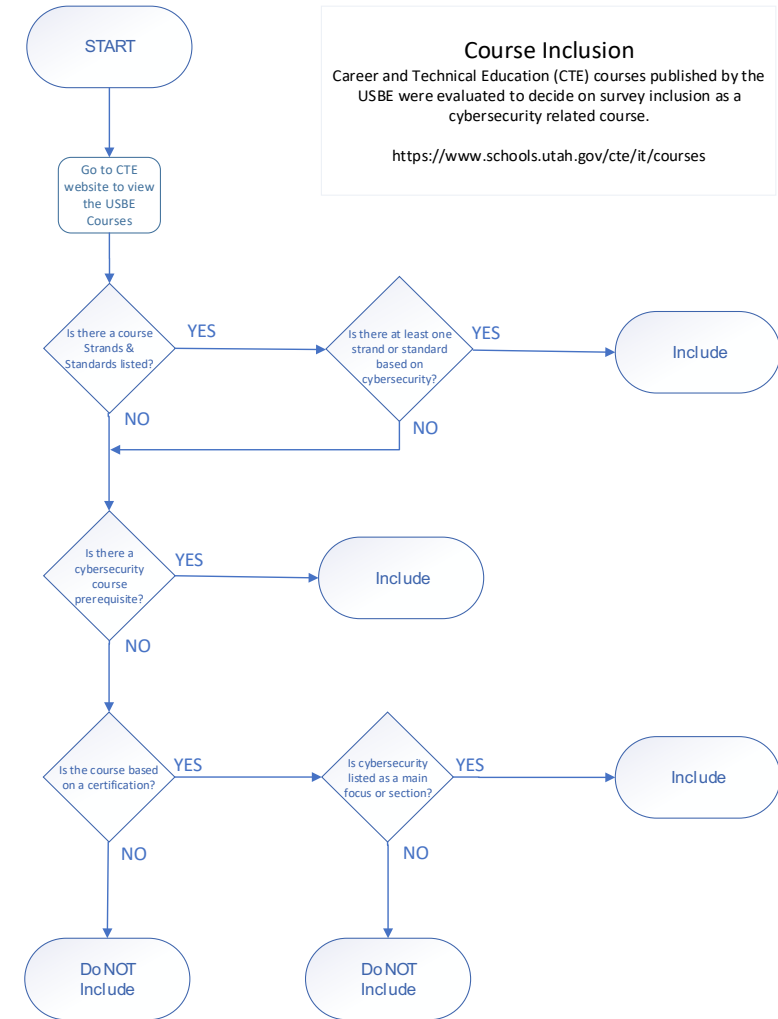 START
Course Inclusion
Career and Technical Education (CTE) courses published by the
USBE were evaluated to decide on survey inclusion as a
cybersecurity related course.
https://www.schools.utah.gov/cte/it/courses
Go to CTE
website to view
the USBE
Courses
Is there a course
Strands &
Standards listed?
YES
Is there at least one
strand or standard
based on
cybersecurity?
YES
Include
NO
NO
Is there a
cybersecurity
course
prerequisite?
YES
Include
NO
Is the course based
on a certification?
YES
Is cybersecurity
listed as a main
focus or section?
YES
Include
NO
NO
Do NOT
Include
Do NOT
Include